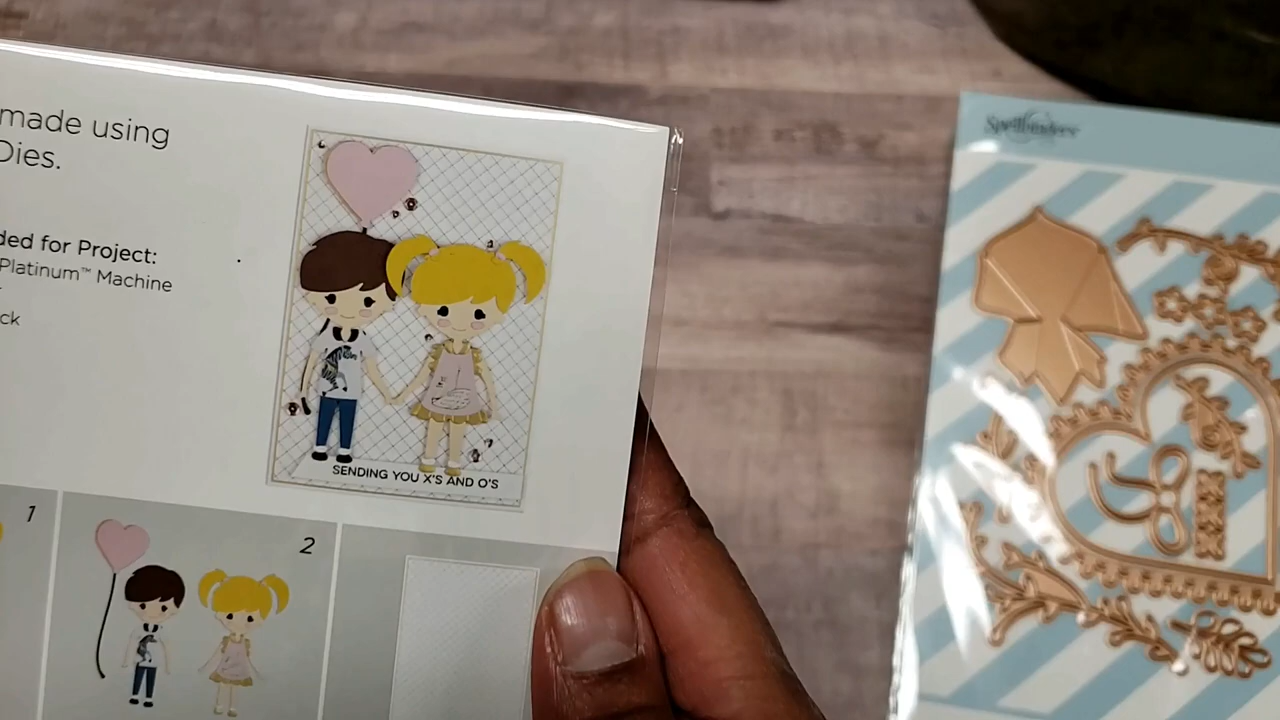 made using
Dies.
ded for Project:
Platinum™ Machine
ck
SENDING YOU X'S AND O'S
1
2
Spellbinders